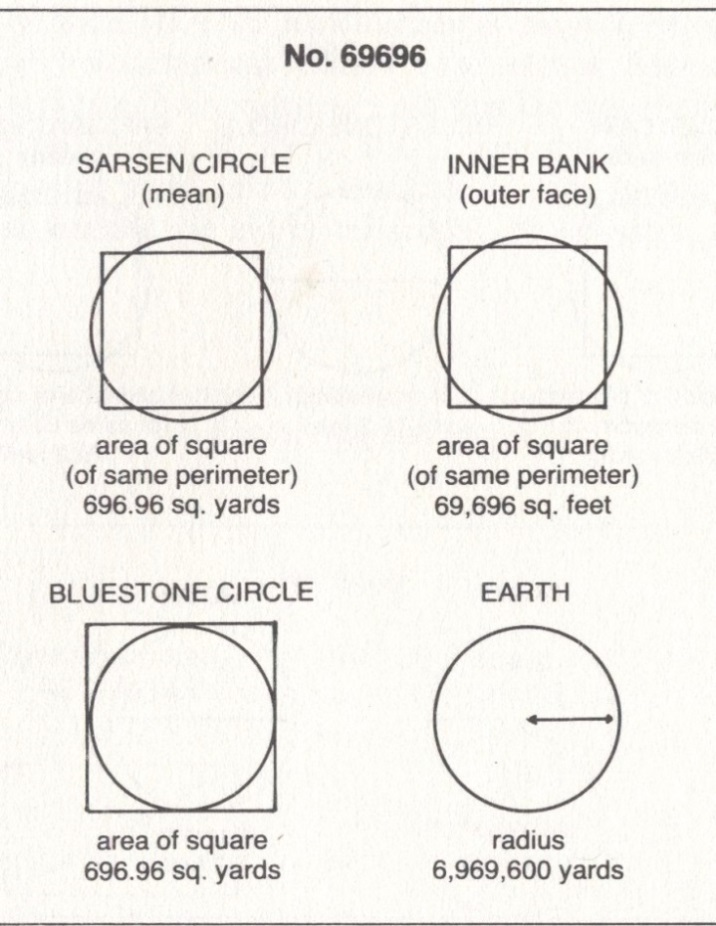 No. 69696
SARSEN CIRCLE
(mean)
area of square
(of same perimeter)
696.96 sq. yards
INNER BANK
(outer face)
area of square
(of same perimeter)
69,696 sq. feet
BLUESTONE CIRCLE
area of square
696.96 sq. yards
EARTH
radius
6,969,600 yards